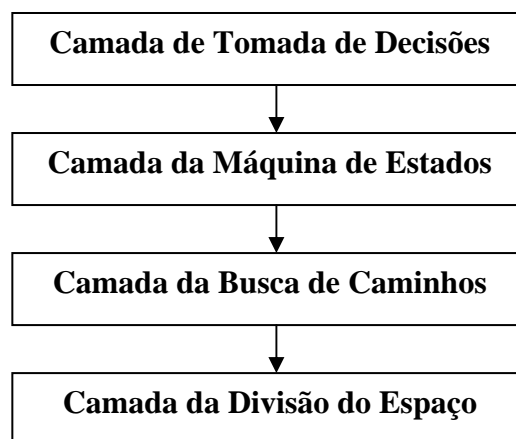 Camada de Tomada de Decisões
Camada da Máquina de Estados
Camada da Busca de Caminhos
Camada da Divisão do Espaço